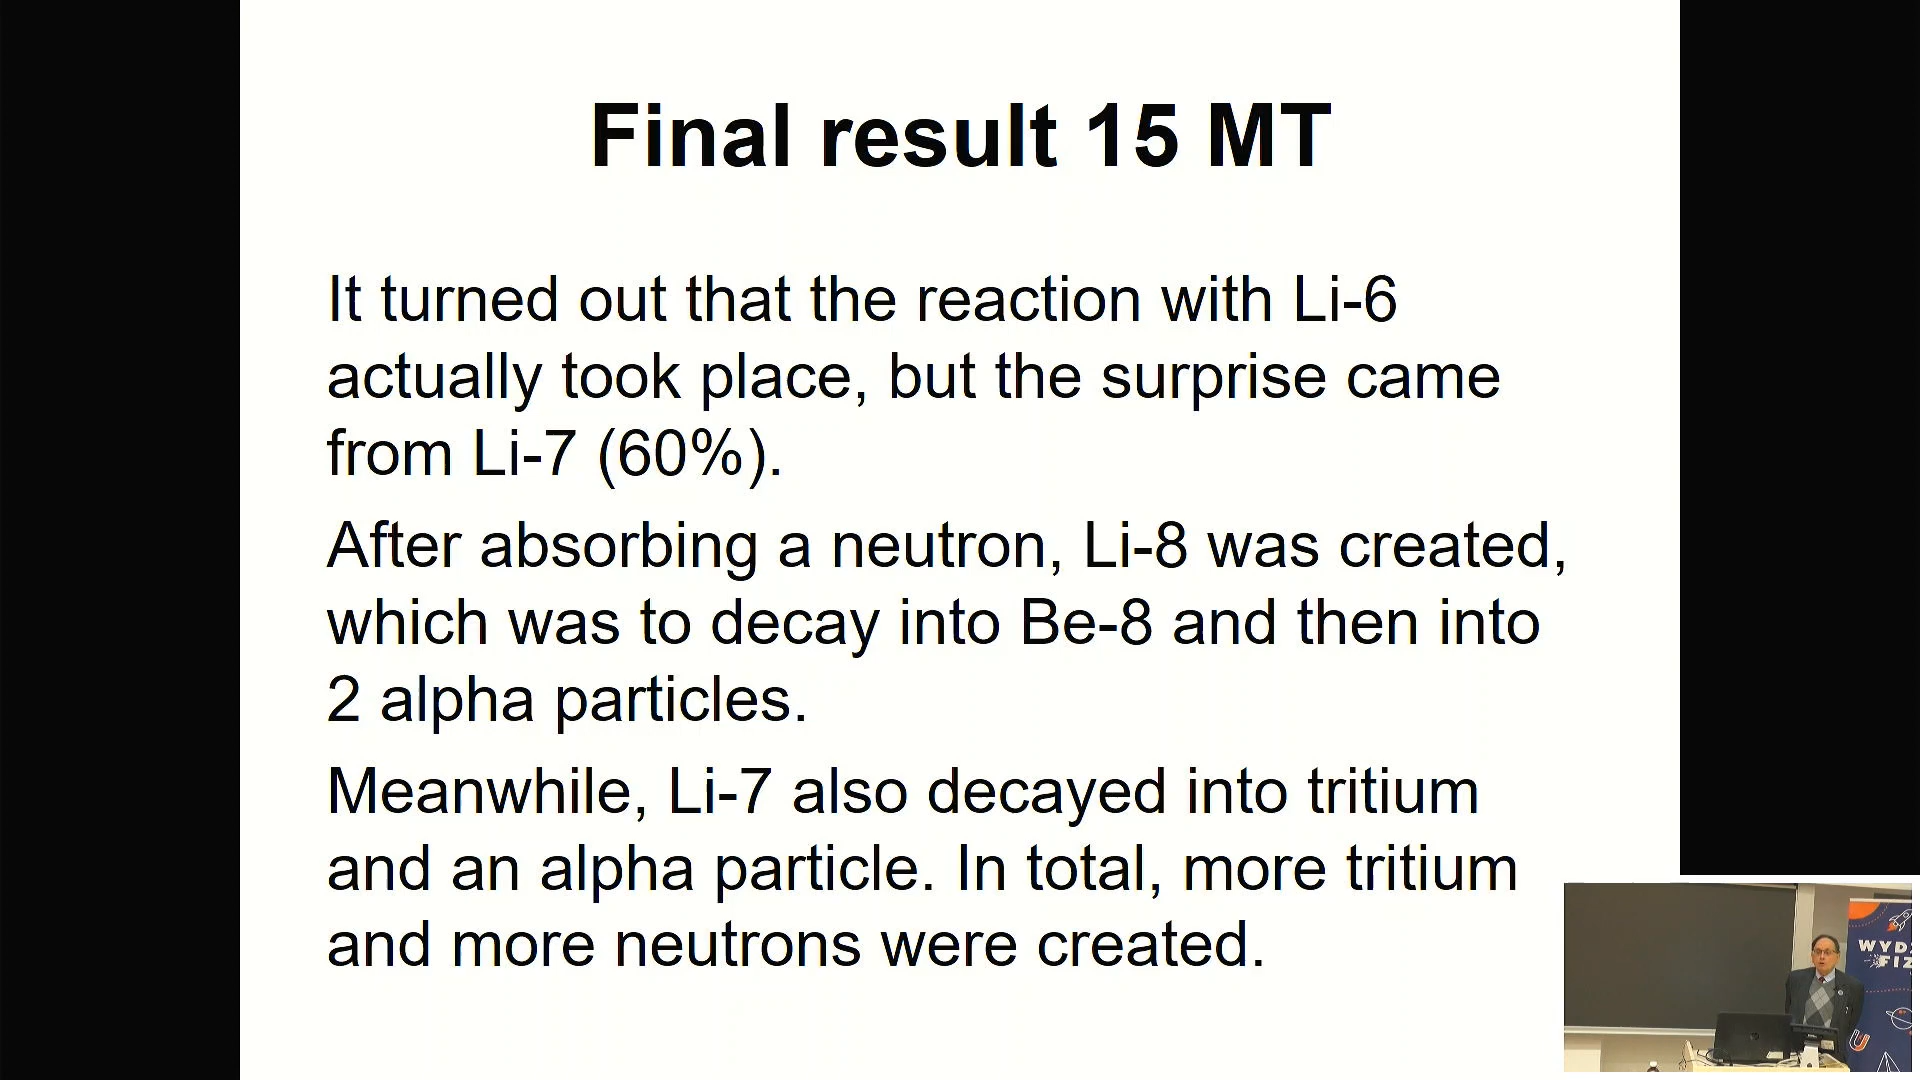 Final result 15 MT
It turned out that the reaction with Li-6
actually took place, but the surprise came
from Li-7 (60%).
After absorbing a neutron, Li-8 was created,
which was to decay into Be-8 and then into
2 alpha particles.
Meanwhile, Li-7 also decayed into tritium
and an alpha particle. In total, more tritium
and more neutrons were created.
WYDZ
FIZ